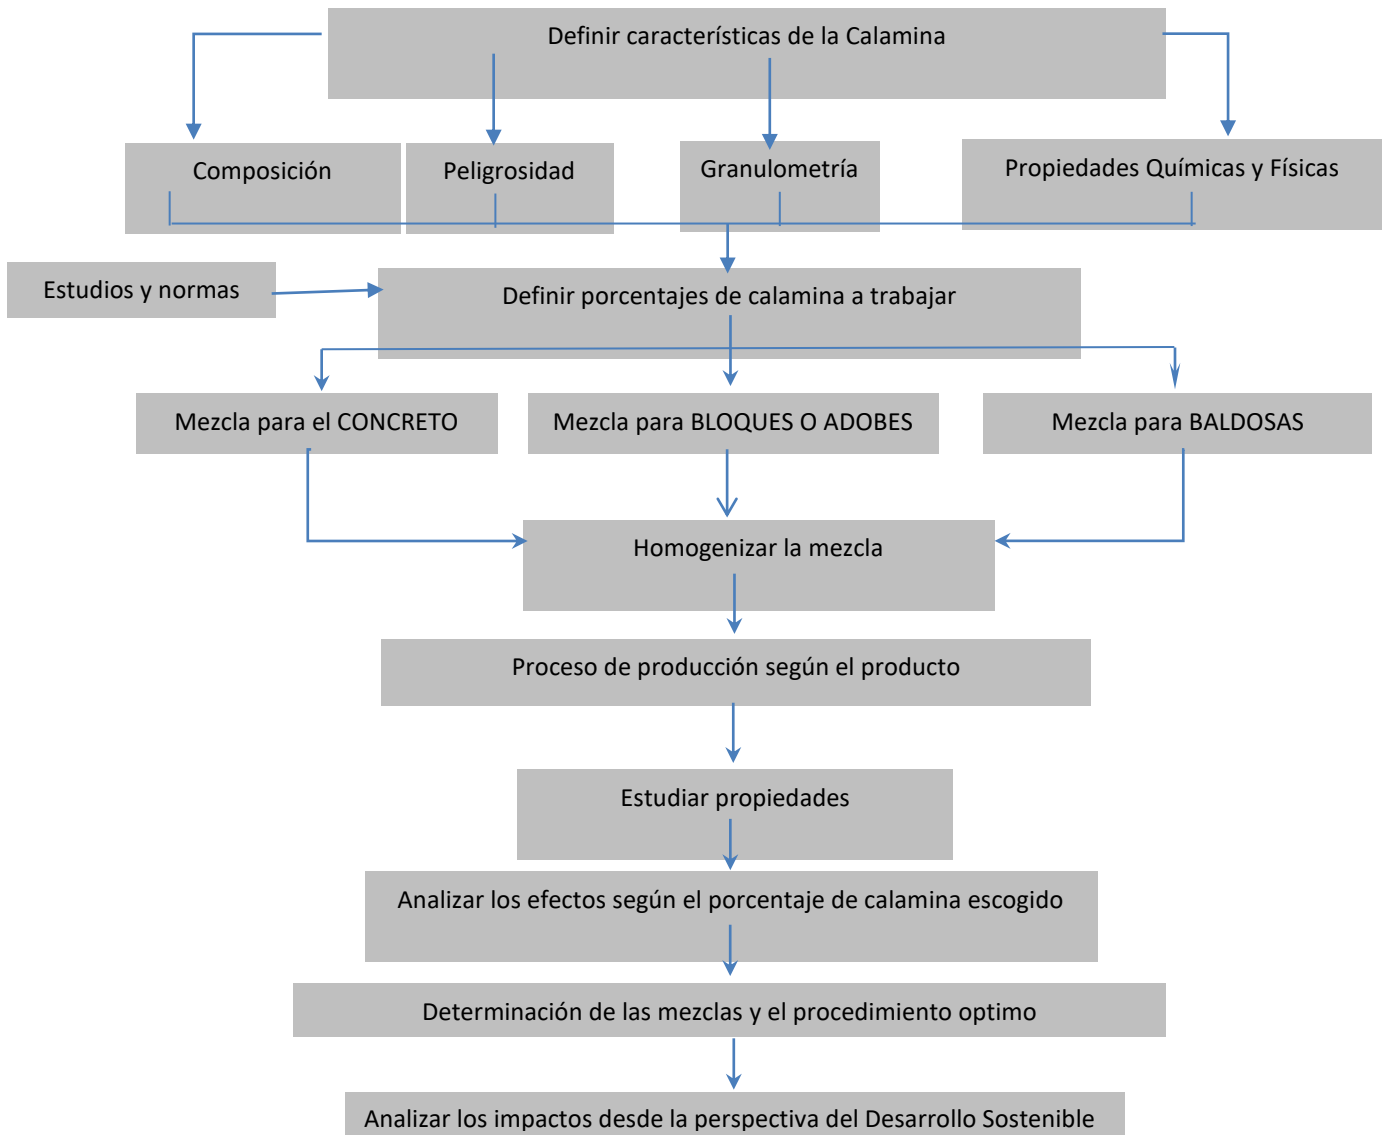 Definir características de la Calamina
Composición
Peligrosidad
Granulometría
Propiedades Químicas y Físicas
Estudios y normas
Definir porcentajes de calamina a trabajar
Mezcla para el CONCRETO
Mezcla para BLOQUES O ADOBES
Mezcla para BALDOSAS
Homogenizar la mezcla
Proceso de producción según el producto
Estudiar propiedades
Analizar los efectos según el porcentaje de calamina escogido
Determinación de las mezclas y el procedimiento optimo
Analizar los impactos desde la perspectiva del Desarrollo Sostenible